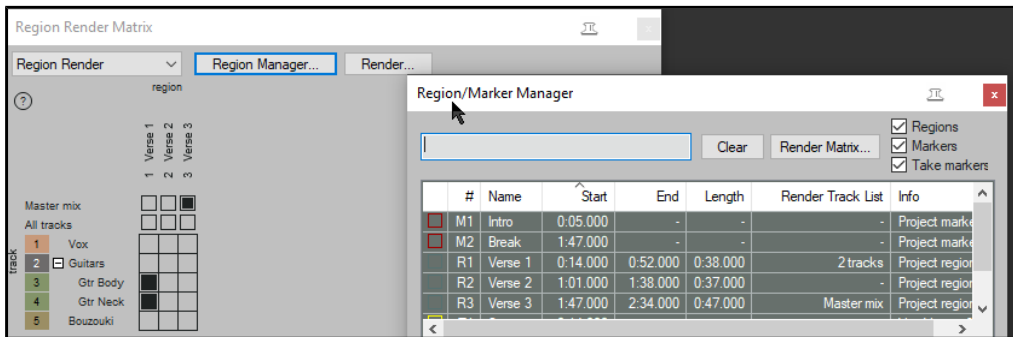 Region Render Matrix
Region Render
Region Manager...
Render...
?
region
1 Verse 1
2 Verse 2
3 Verse 3
Master mix
All tracks
track
1 Vox
2 Guitars
3 Gtr Body
4 Gtr Neck
5 Bouzouki
Region/Marker Manager
x
Clear
Render Matrix...
Regions
Markers
Take markers
# Name Start End Length Render Track List Info
M1 Intro 0:05.000 - - - Project marke
M2 Break 1:47.000 - - - Project marke
R1 Verse 1 0:14.000 0:52.000 0:38.000 2 tracks Project region
R2 Verse 2 1:01.000 1:38.000 0:37.000 - Project region
R3 Verse 3 1:47.000 2:34.000 0:47.000 Master mix Project region